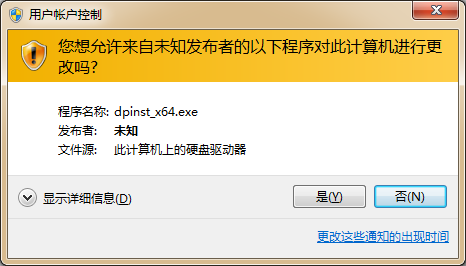 用户帐户控制
您想允许来自未知发布者的以下程序对此计算机进行更
改吗?
程序名称: dpinst_x64.exe
发布者: 未知
文件源: 此计算机上的硬盘驱动器
显示详细信息(D) 是(Y) 否(N)
更改这些通知的出现时间